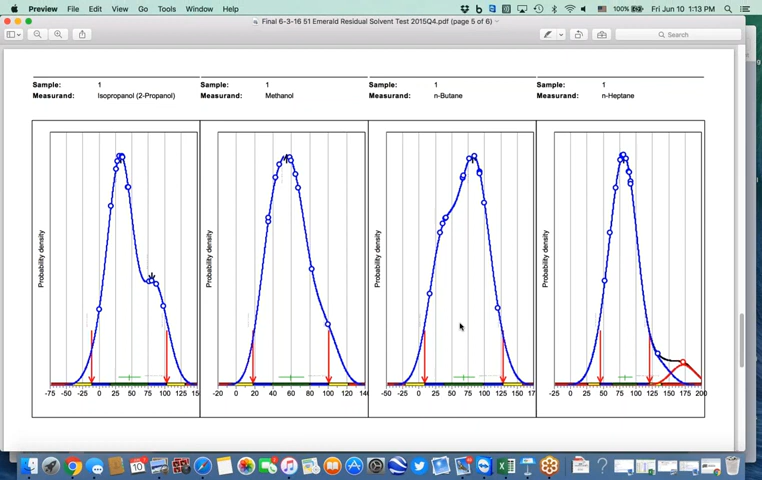 Preview File Edit View Go Tools Window Help 100% Fri Jun 10 1:13 PM
Final 6-3-16 51 Emerald Residual Solvent Test 2015Q4.pdf (page 5 of 6)
Search
Sample: 1 Sample: 1 Sample: 1 Sample: 1
Measurand: Isopropanol (2-Propanol) Measurand: Methanol Measurand: n-Butane Measurand: n-Heptane
Probability density Probability density Probability density Probability density
-75 -50 -25 0 25 50 75 100 125 15 -20 0 20 40 60 80 100 120 14 -50 -25 0 25 50 75 100 125 150 17 -25 0 25 50 75 100 125 150 175 200